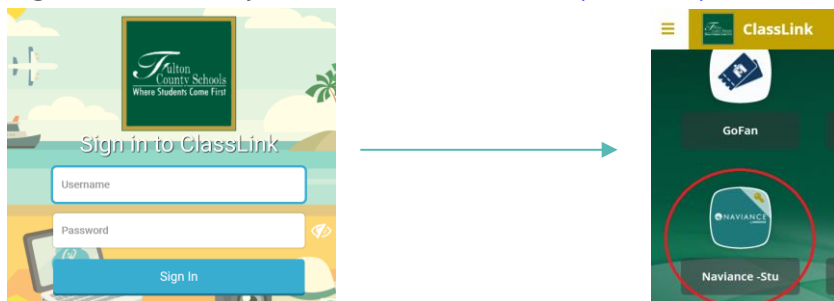 Fulton
County Schools
Where Students Come First
Sign in to ClassLink
Username
Password
Sign In
ClassLink
GoFan
NAVIANCE
Naviance -Stu